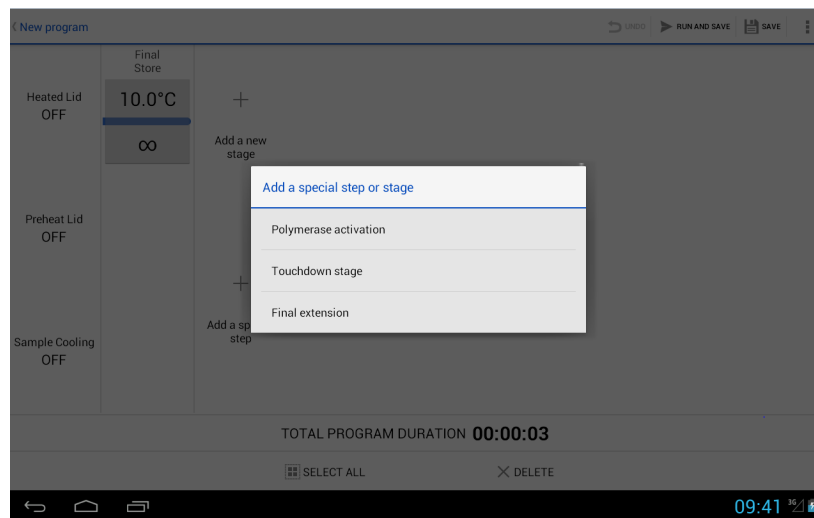 New program
UNDO
RUN AND SAVE
SAVE
Final
Store
Heated Lid
OFF
10.0°C
∞
Add a new
stage
Preheat Lid
OFF
Add a special step or stage
Polymerase activation
Touchdown stage
Final extension
Add a sp
step
Sample Cooling
OFF
TOTAL PROGRAM DURATION 00:00:03
SELECT ALL
DELETE
09:41 3G